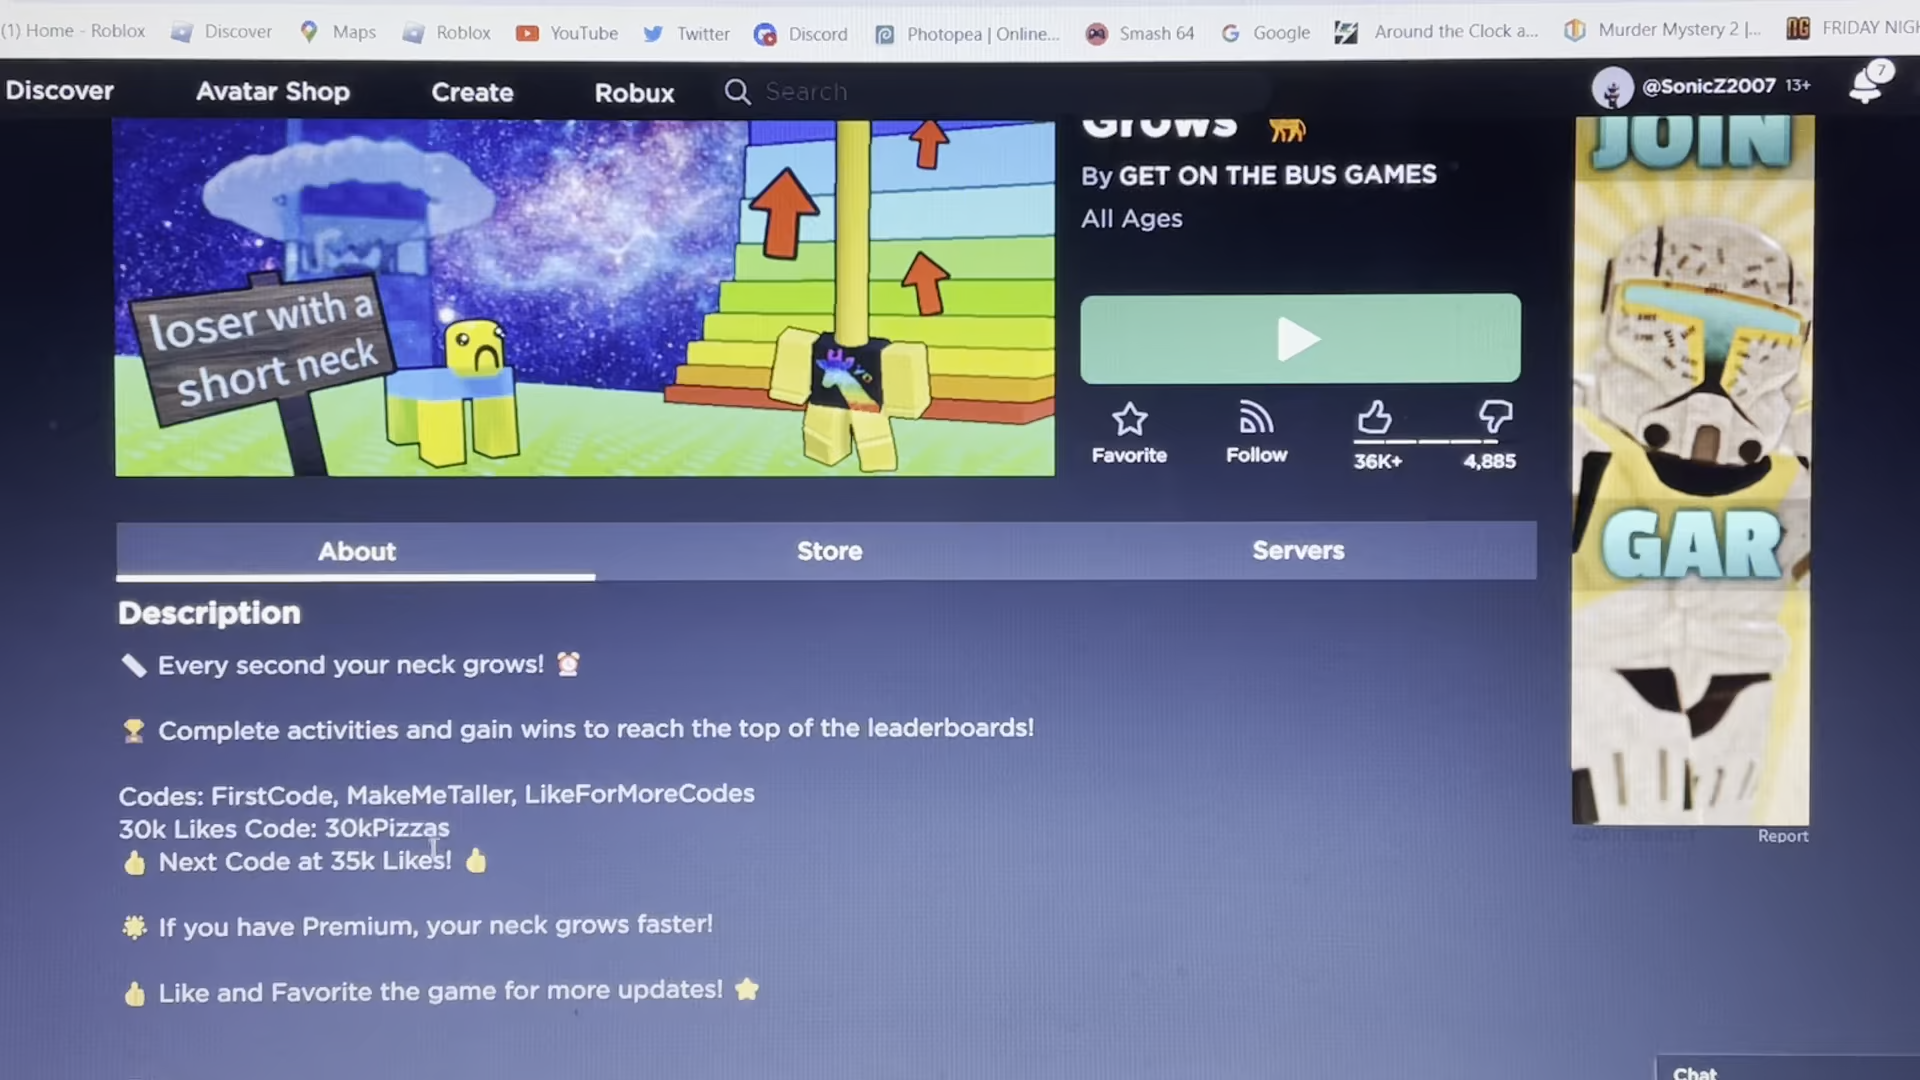 (1) Home - Roblox Discover Maps Roblox YouTube Twitter Discord Photopea | Online... Smash 64 Google Around the Clock a... Murder Mystery 2 |... FRIDAY NIGH
Discover Avatar Shop Create Robux Search @SonicZ2007 13+ 7
Grows
By GET ON THE BUS GAMES
All Ages
loser with a
short neck
Favorite Follow 36K+ 4,885
JOIN
GAR
About Store Servers
Description
Every second your neck grows!
Complete activities and gain wins to reach the top of the leaderboards!
Codes: FirstCode, MakeMeTaller, LikeForMoreCodes
30k Likes Code: 30kPizzas
Next Code at 35k Likes!
If you have Premium, your neck grows faster!
Like and Favorite the game for more updates!
ADVERTISEMENT Report
Chat